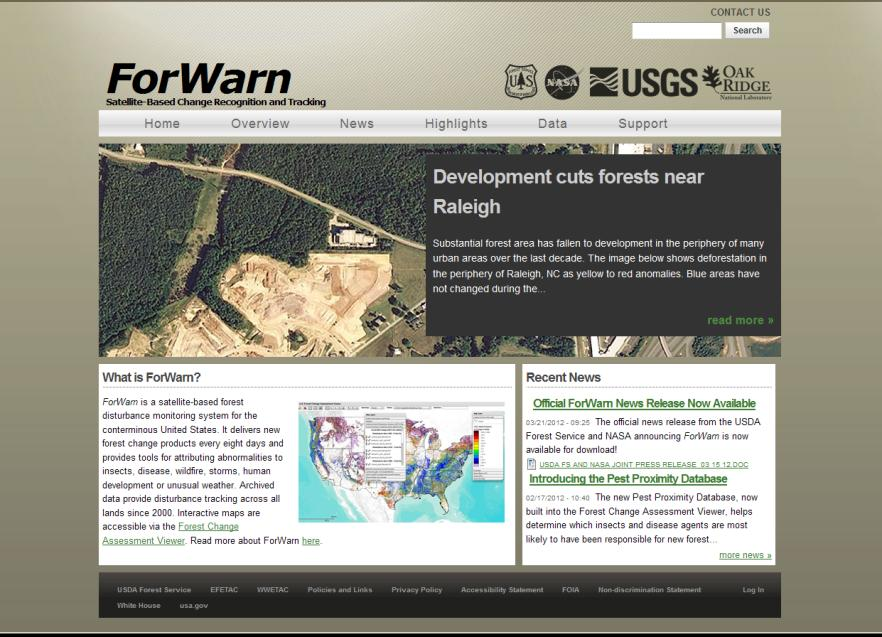 CONTACT US
Search
ForWarn
Satellite-Based Change Recognition and Tracking
NASA
USGS
OAK
RIDGE
National Laboratory
Home Overview News Highlights Data Support
Development cuts forests near
Raleigh
Substantial forest area has fallen to development in the periphery of many
urban areas over the last decade. The image below shows deforestation in
the periphery of Raleigh, NC as yellow to red anomalies. Blue areas have
not changed during the...
read more »
What is ForWarn?
ForWarn is a satellite-based forest
disturbance monitoring system for the
conterminous United States. It delivers new
forest change products every eight days and
provides tools for attributing abnormalities to
insects, disease, wildfire, storms, human
development or unusual weather. Archived
data provide disturbance tracking across all
lands since 2000. Interactive maps are
accessible via the Forest Change
Assessment Viewer. Read more about ForWarn here.
Recent News
Official ForWarn News Release Now Available
03/21/2012 - 09:25 The official news release from the USDA
Forest Service and NASA announcing ForWarn is now
available for download!
USDA FS AND NASA JOINT PRESS RELEASE_03 15 12.DOC
Introducing the Pest Proximity Database
02/17/2012 - 10:40 The new Pest Proximity Database, now
built into the Forest Change Assessment Viewer, helps
determine which insects and disease agents are most
likely to have been responsible for new forest...
more news »
USDA Forest Service EFETAC WWETAC Policies and Links Privacy Policy Accessibility Statement FOIA Non-discrimination Statement Log In
White House usa.gov